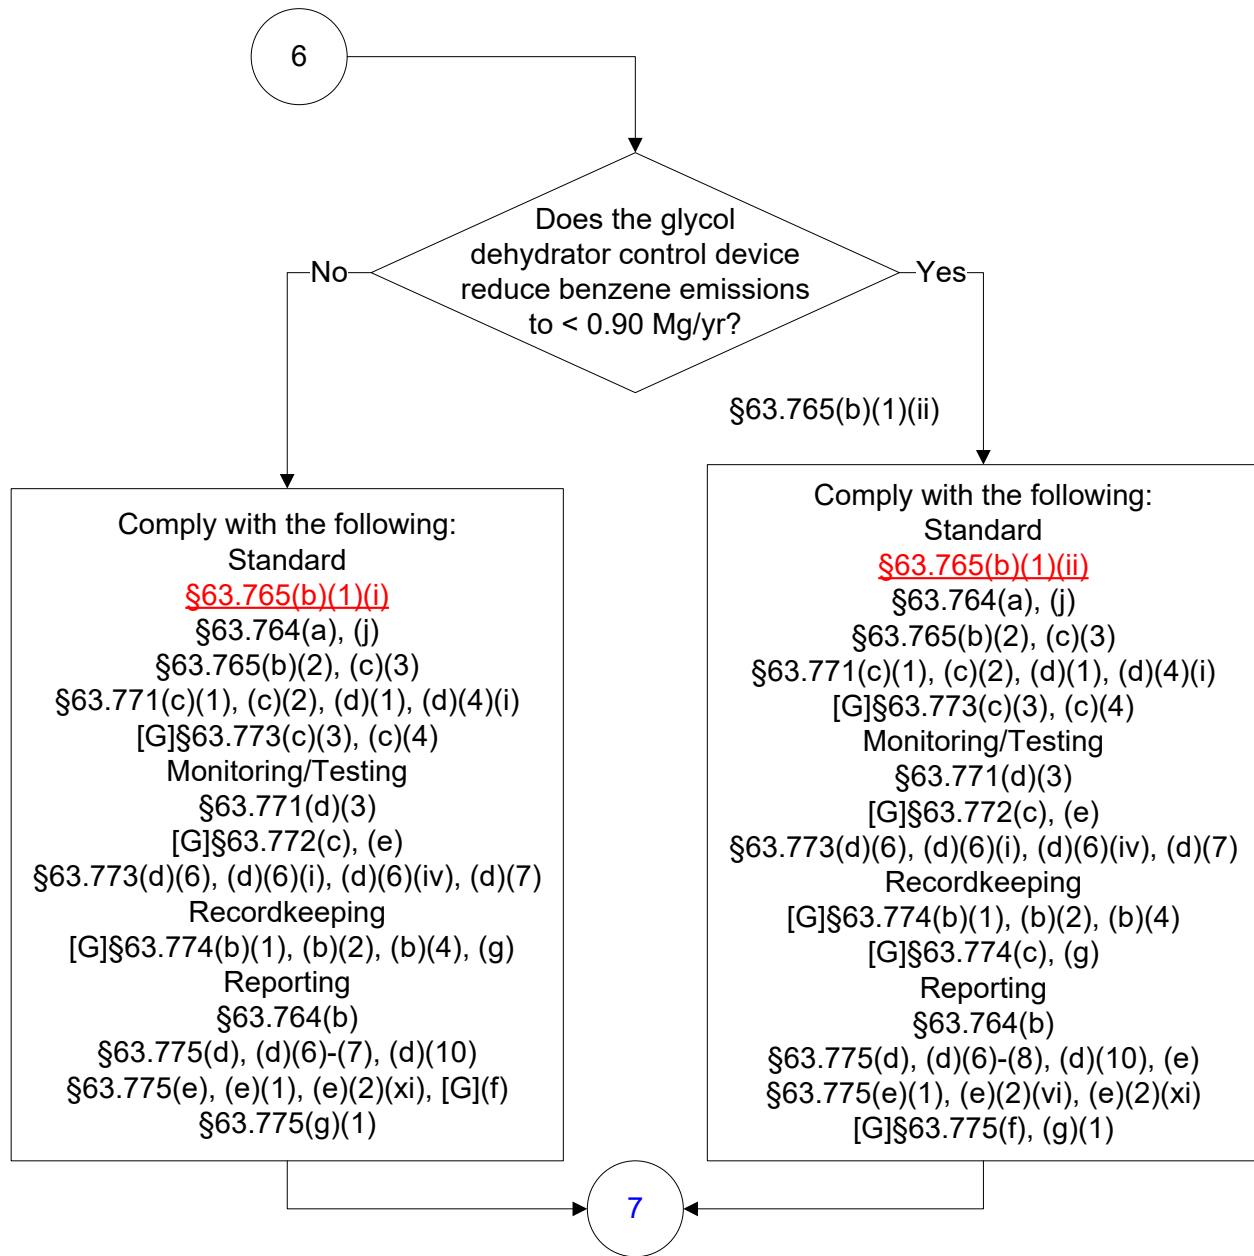 6
Does the glycol
dehydrator control device
reduce benzene emissions
to < 0.90 Mg/yr?
No
Yes
§63.765(b)(1)(ii)
Comply with the following:
Standard
§63.765(b)(1)(i)
§63.764(a), (j)
§63.765(b)(2), (c)(3)
§63.771(c)(1), (c)(2), (d)(1), (d)(4)(i)
[G]§63.773(c)(3), (c)(4)
Monitoring/Testing
§63.771(d)(3)
[G]§63.772(c), (e)
§63.773(d)(6), (d)(6)(i), (d)(6)(iv), (d)(7)
Recordkeeping
[G]§63.774(b)(1), (b)(2), (b)(4), (g)
Reporting
§63.764(b)
§63.775(d), (d)(6)-(7), (d)(10)
§63.775(e), (e)(1), (e)(2)(xi), [G](f)
§63.775(g)(1)
Comply with the following:
Standard
§63.765(b)(1)(ii)
§63.764(a), (j)
§63.765(b)(2), (c)(3)
§63.771(c)(1), (c)(2), (d)(1), (d)(4)(i)
[G]§63.773(c)(3), (c)(4)
Monitoring/Testing
§63.771(d)(3)
[G]§63.772(c), (e)
§63.773(d)(6), (d)(6)(i), (d)(6)(iv), (d)(7)
Recordkeeping
[G]§63.774(b)(1), (b)(2), (b)(4)
[G]§63.774(c), (g)
Reporting
§63.764(b)
§63.775(d), (d)(6)-(8), (d)(10), (e)
§63.775(e)(1), (e)(2)(vi), (e)(2)(xi)
[G]§63.775(f), (g)(1)
7